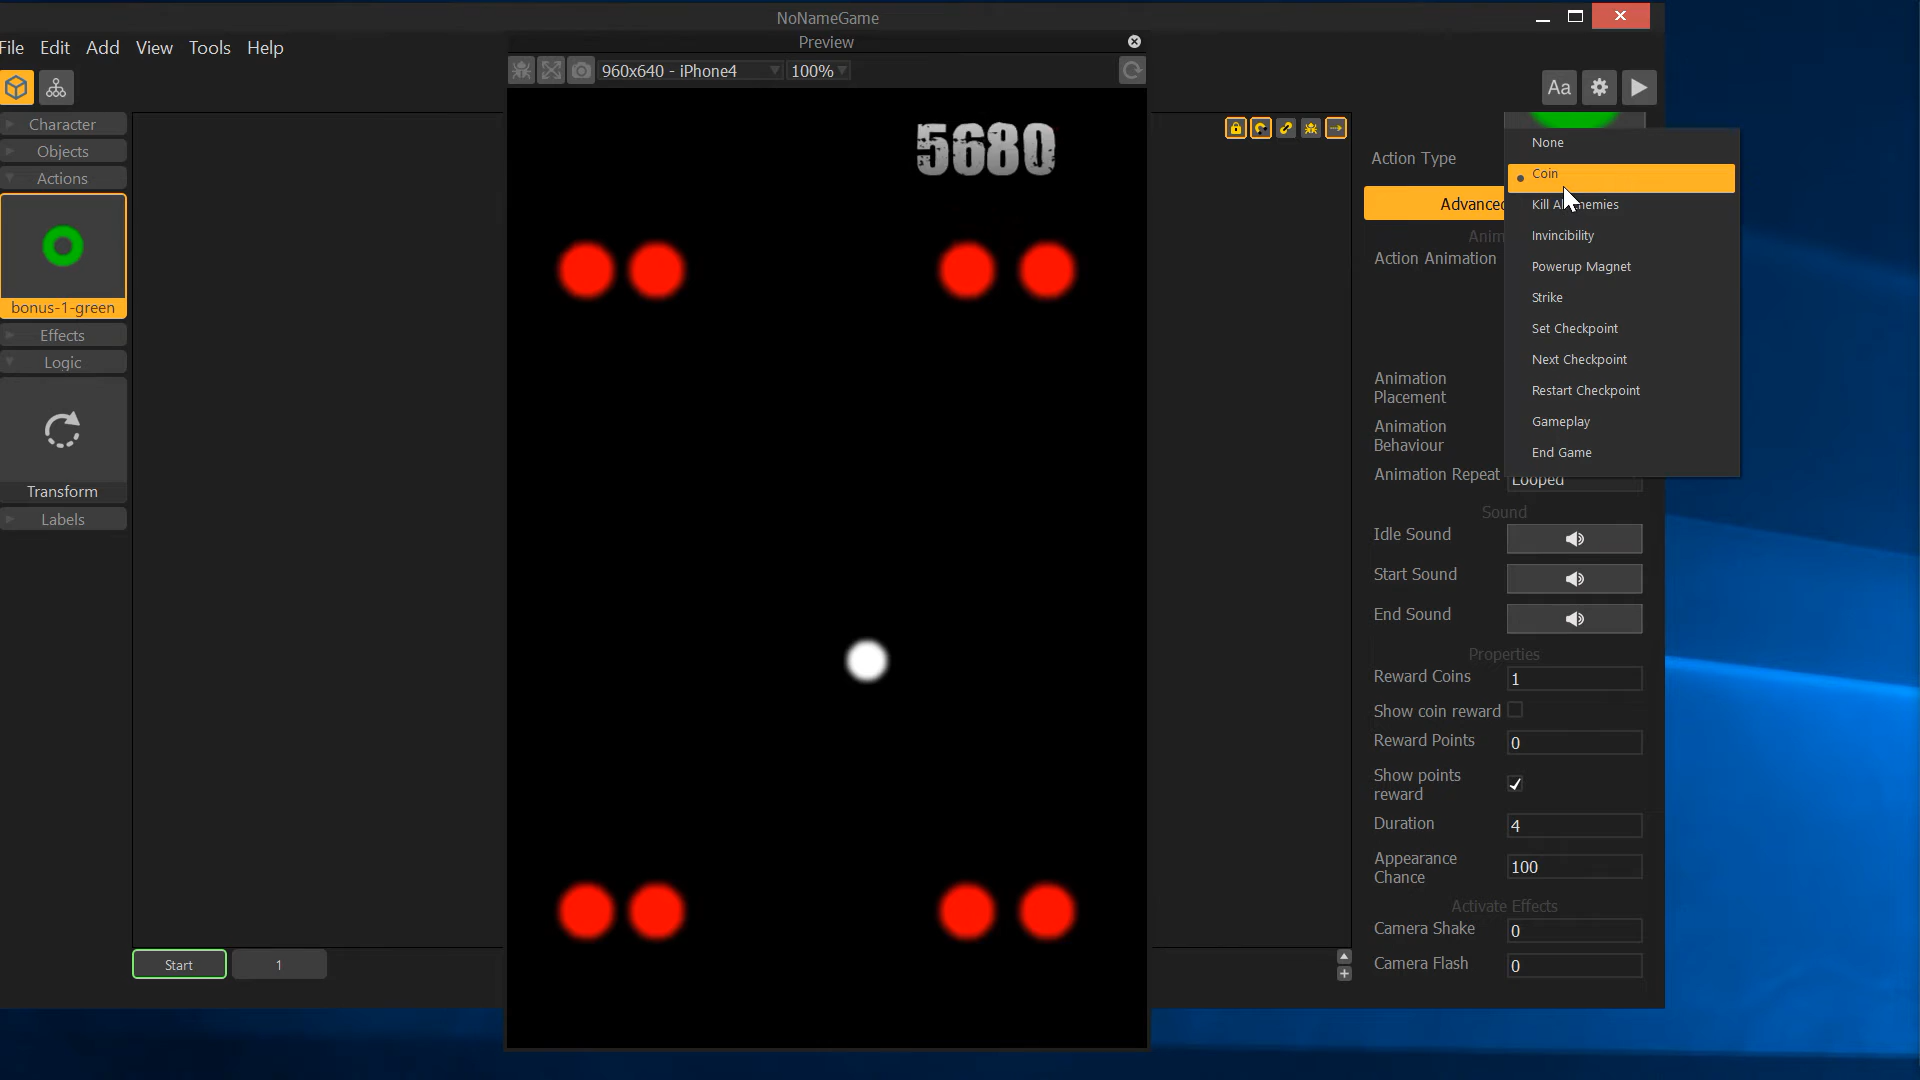 NoNameGame
File Edit Add View Tools Help
Preview
960x640 - iPhone4 100%
Aa
Character
Objects
Actions
bonus-1-green
Effects
Logic
Transform
Labels
5680
Start 1
Action Type
None
Coin
Advanced
Kill All Enemies
Invincibility
Powerup Magnet
Strike
Set Checkpoint
Next Checkpoint
Restart Checkpoint
Gameplay
End Game
Action Animation
Animation
Placement
Animation
Behaviour
Animation Repeat Looped
Sound
Idle Sound
Start Sound
End Sound
Properties
Reward Coins 1
Show coin reward
Reward Points 0
Show points
reward
Duration 4
Appearance
Chance 100
Activate Effects
Camera Shake 0
Camera Flash 0